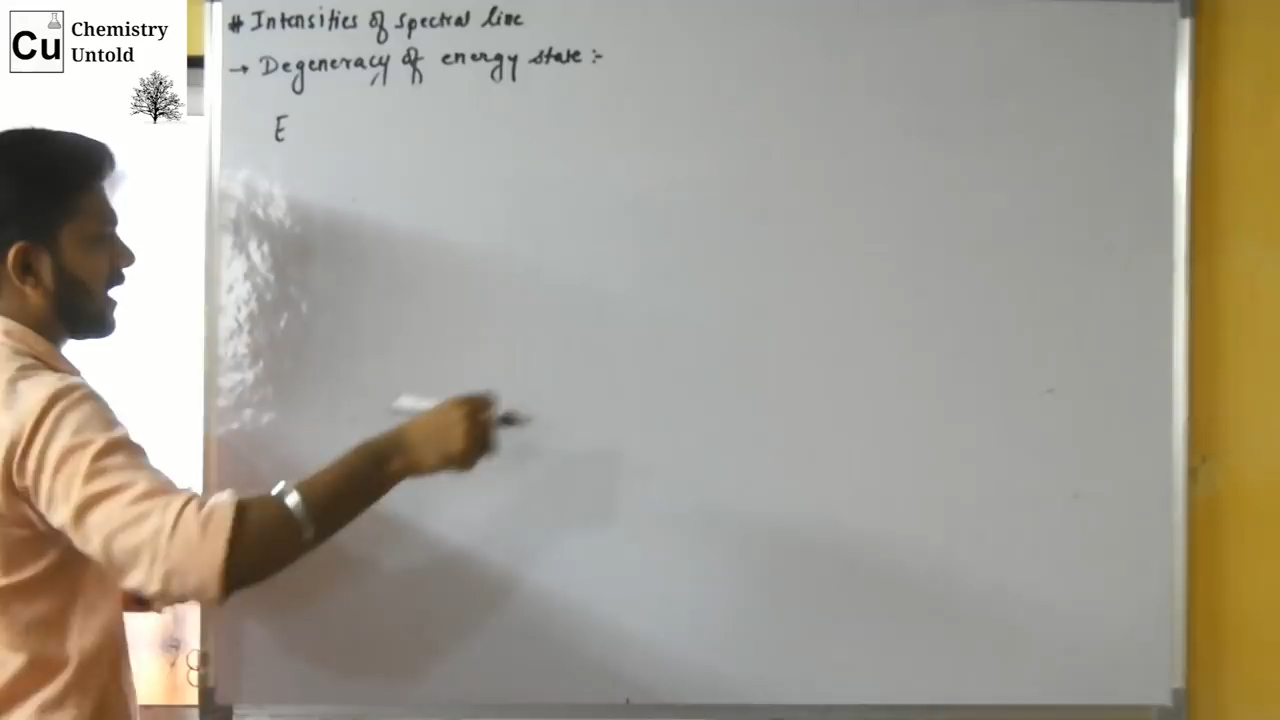 Cu
Chemistry
Untold
# Intensities of spectral line
→ Degeneracy of energy state :-
E